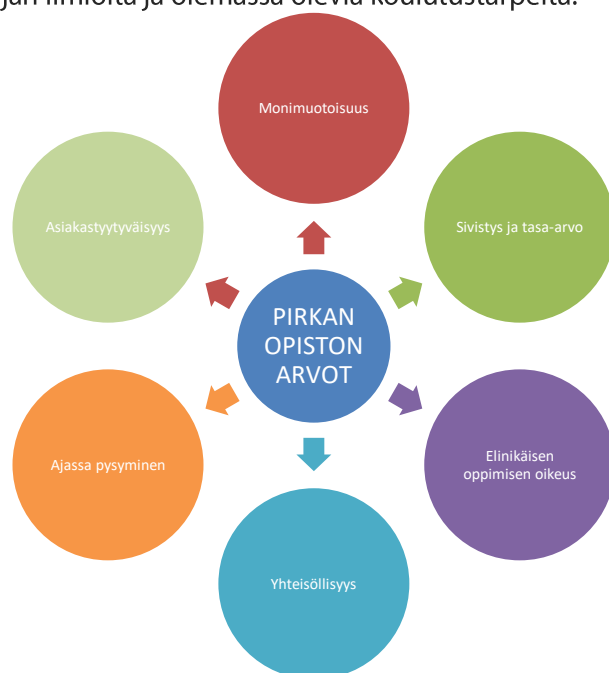 jan ilmiöitä ja olemassa olevia koulutustarpeita.
Monimuotoisuus
Asiakastyytyväisyys
Sivistys ja tasa-arvo
PIRKAN
OPISTON
ARVOT
Ajassa pysyminen
Elinikäisen
oppimisen oikeus
Yhteisöllisyys